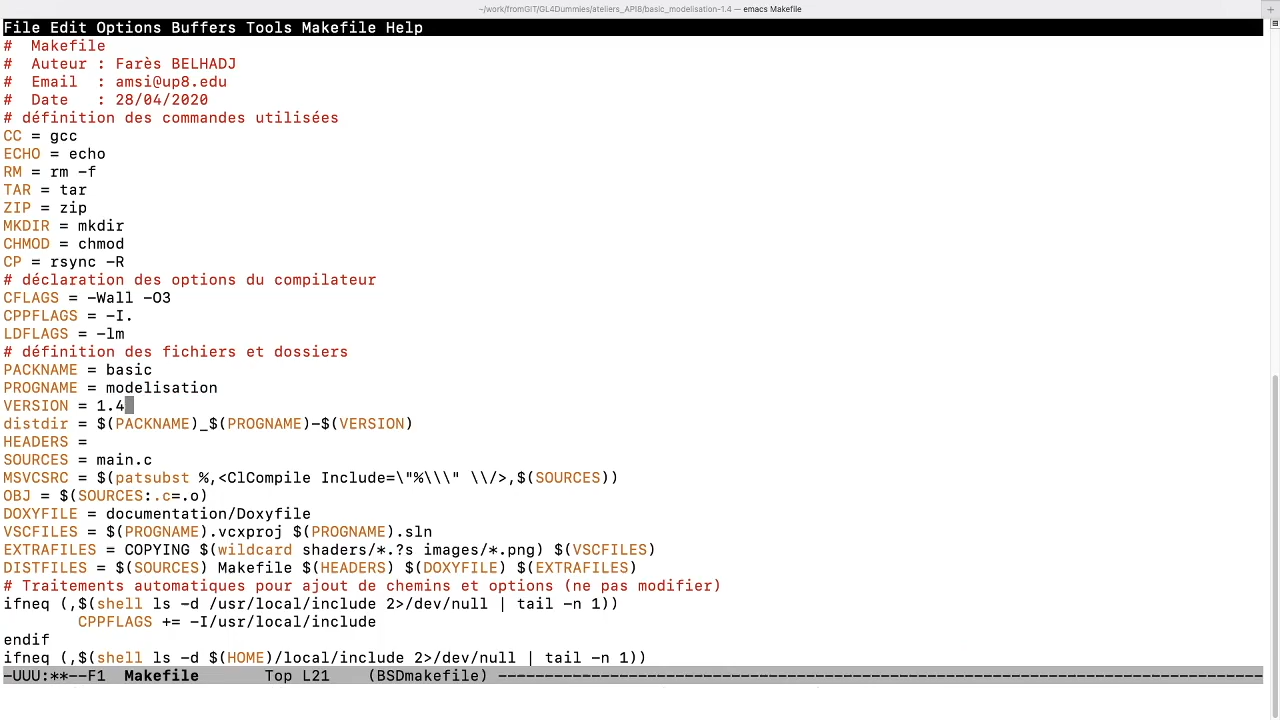 ~/work/fromGIT/GL4Dummies/ateliers_API8/basic_modelisation-1.4 — emacs Makefile
File Edit Options Buffers Tools Makefile Help
#  Makefile
#  Auteur : Farès BELHADJ
#  Email  : amsi@up8.edu
#  Date   : 28/04/2020
# définition des commandes utilisées
CC = gcc
ECHO = echo
RM = rm -f
TAR = tar
ZIP = zip
MKDIR = mkdir
CHMOD = chmod
CP = rsync -R
# déclaration des options du compilateur
CFLAGS = -Wall -O3
CPPFLAGS = -I.
LDFLAGS = -lm
# définition des fichiers et dossiers
PACKNAME = basic
PROGNAME = modelisation
VERSION = 1.4
distdir = $(PACKNAME)_$(PROGNAME)-$(VERSION)
HEADERS =
SOURCES = main.c
MSVCSRC = $(patsubst %,<ClCompile Include=\"%\\\" \\/>,$(SOURCES))
OBJ = $(SOURCES:.c=.o)
DOXYFILE = documentation/Doxyfile
VSCFILES = $(PROGNAME).vcxproj $(PROGNAME).sln
EXTRAFILES = COPYING $(wildcard shaders/*.?s images/*.png) $(VSCFILES)
DISTFILES = $(SOURCES) Makefile $(HEADERS) $(DOXYFILE) $(EXTRAFILES)
# Traitements automatiques pour ajout de chemins et options (ne pas modifier)
ifneq (,$(shell ls -d /usr/local/include 2>/dev/null | tail -n 1))
        CPPFLAGS += -I/usr/local/include
endif
ifneq (,$(shell ls -d $(HOME)/local/include 2>/dev/null | tail -n 1))
-UUU:**--F1  Makefile       Top L21    (BSDmakefile) ----------------------------------------------------------------------------------